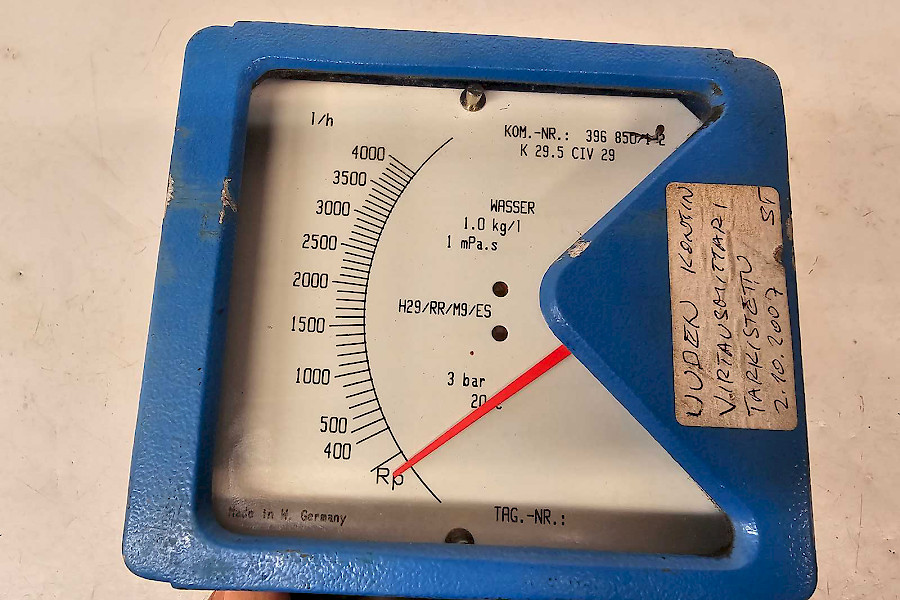 l/h
KOM.-NR.: 396 850/1-2
K 29.5 CIV 29
4000
3500
3000
2500
2000
1500
1000
500
400
Rp
WASSER
1.0 kg/l
1 mPa.s
H29/RR/M9/ES
3 bar
20
Made in W. Germany
TAG.-NR.:
UUDEN KONTIN
VIRTAUSMITTARI
TARKISTETTU ST
2.10.2007